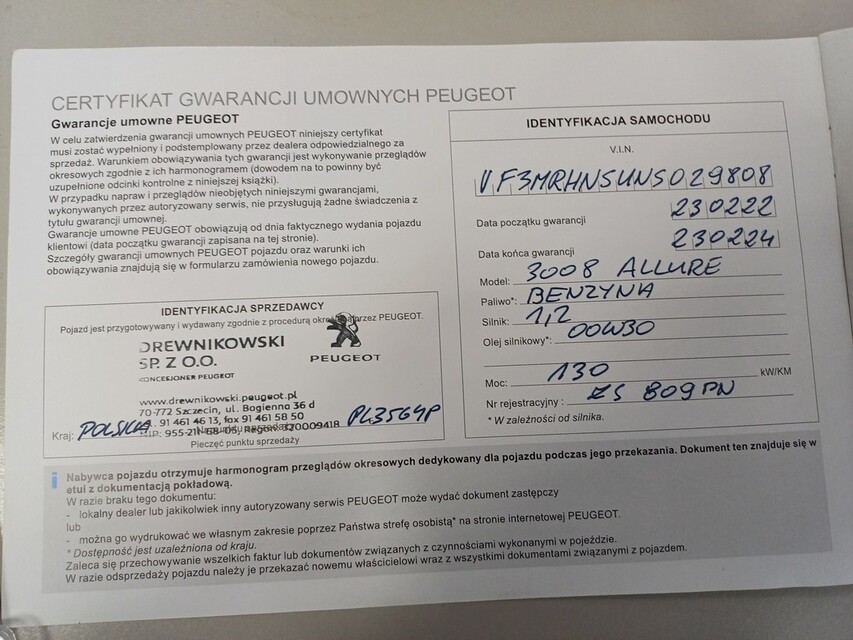 CERTYFIKAT GWARANCJI UMOWNYCH PEUGEOT
Gwarancje umowne PEUGEOT
W celu zatwierdzenia gwarancji umownych PEUGEOT niniejszy certyfikat
musi zostać wypełniony i podstemplowany przez dealera odpowiedzialnego za
sprzedaż. Warunkiem obowiązywania tych gwarancji jest wykonywanie przeglądów
okresowych zgodnie z ich harmonogramem (dowodem na to powinny być
uzupełnione odcinki kontrolne z niniejszej książki).
W przypadku napraw i przeglądów nieobjętych niniejszymi gwarancjami,
wykonywanych przez autoryzowany serwis, nie przysługują żadne świadczenia z
tytułu gwarancji umownej.
Gwarancje umowne PEUGEOT obowiązują od dnia faktycznego wydania pojazdu
klientowi (data początku gwarancji zapisana na tej stronie).
Szczegóły gwarancji umownych PEUGEOT pojazdu oraz warunki ich
obowiązywania znajdują się w formularzu zamówienia nowego pojazdu.
IDENTYFIKACJA SPRZEDAWCY
Pojazd jest przygotowywany i wydawany zgodnie z procedurą określoną przez PEUGEOT.
DREWNIKOWSKI
SP. Z O.O.
KONCESJONER PEUGEOT
PEUGEOT
www.drewnikowski.peugeot.pl
70-772 Szczecin, ul. Bagienna 36 d
. 91 461 46 13, fax 91 461 58 50
NIP: 955-211-68-05, Regon: 320009418
Kraj: POLSKA PL3564P
Pieczęć punktu sprzedaży
IDENTYFIKACJA SAMOCHODU
V.I.N.
VF3MRHNSUNS029808
Data początku gwarancji 230222
Data końca gwarancji 230224
Model: 3008 ALLURE
Paliwo*: BENZYNA
Silnik: 1,2
Olej silnikowy*: 00W30
Moc: 130 kW/KM
Nr rejestracyjny: ZS 809PN
* W zależności od silnika.
i
Nabywca pojazdu otrzymuje harmonogram przeglądów okresowych dedykowany dla pojazdu podczas jego przekazania. Dokument ten znajduje się w
etui z dokumentacją pokładową.
W razie braku tego dokumentu:
- lokalny dealer lub jakikolwiek inny autoryzowany serwis PEUGEOT może wydać dokument zastępczy
lub
- można go wydrukować we własnym zakresie poprzez Państwa strefę osobistą* na stronie internetowej PEUGEOT.
* Dostępność jest uzależniona od kraju.
Zaleca się przechowywanie wszelkich faktur lub dokumentów związanych z czynnościami wykonanymi w pojeździe.
W razie odsprzedaży pojazdu należy je przekazać nowemu właścicielowi wraz z wszystkimi dokumentami związanymi z pojazdem.